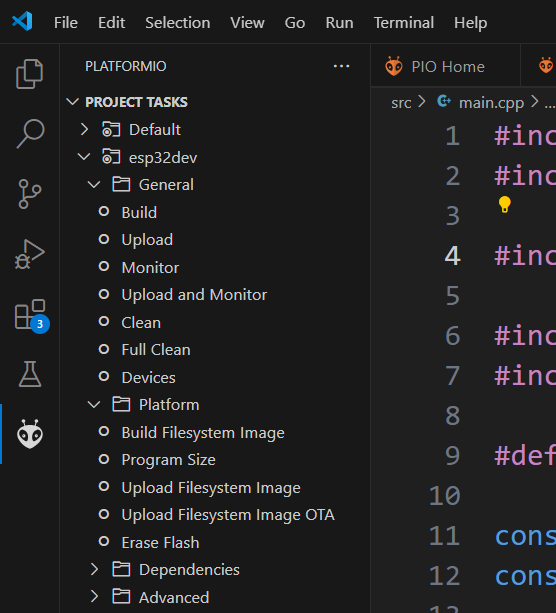 File Edit Selection View Go Run Terminal Help
PLATFORMIO ...
PROJECT TASKS
Default
esp32dev
General
Build
Upload
Monitor
Upload and Monitor
Clean
Full Clean
Devices
Platform
Build Filesystem Image
Program Size
Upload Filesystem Image
Upload Filesystem Image OTA
Erase Flash
Dependencies
Advanced
3
PIO Home
src > main.cpp > ...
1 #inc
2 #inc
3
4 #inc
5
6 #inc
7 #inc
8
9 #def
10
11 cons
12 cons
13